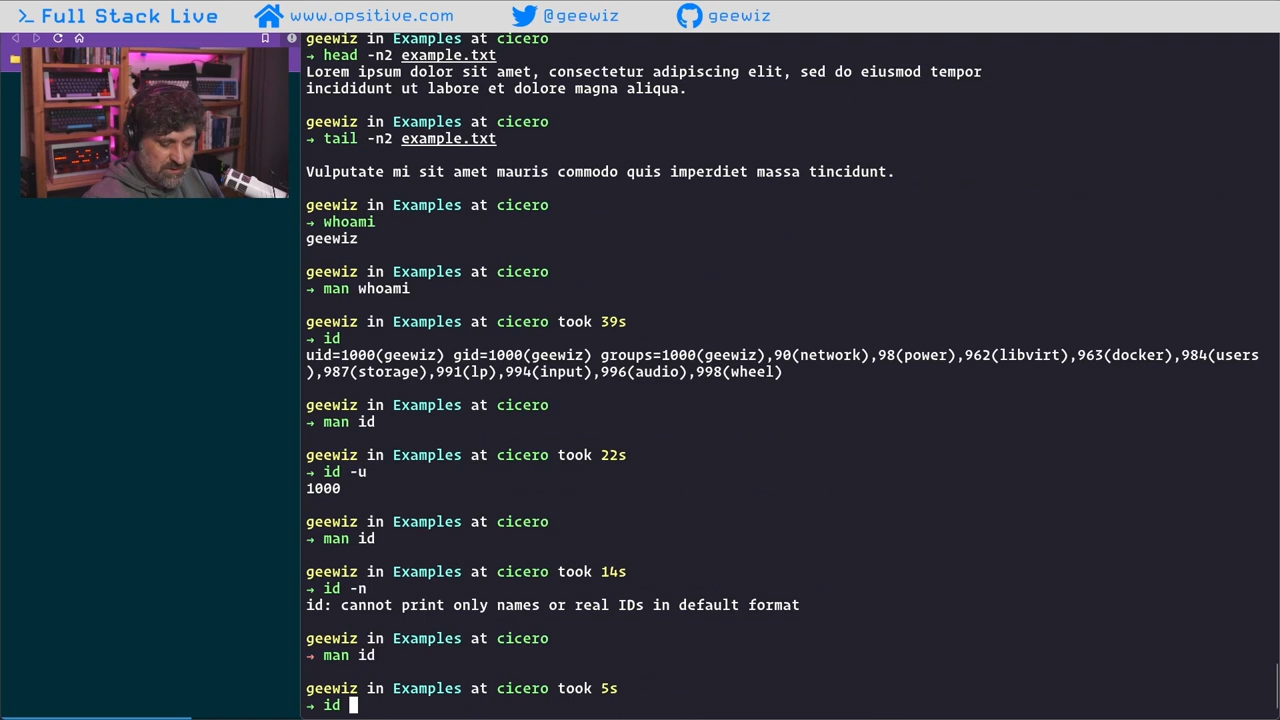 >_ Full Stack Live www.opsitive.com @geewiz geewiz
geewiz in Examples at cicero
→ head -n2 example.txt
Lorem ipsum dolor sit amet, consectetur adipiscing elit, sed do eiusmod tempor
incididunt ut labore et dolore magna aliqua.
geewiz in Examples at cicero
→ tail -n2 example.txt
Vulputate mi sit amet mauris commodo quis imperdiet massa tincidunt.
geewiz in Examples at cicero
→ whoami
geewiz
geewiz in Examples at cicero
→ man whoami
geewiz in Examples at cicero took 39s
→ id
uid=1000(geewiz) gid=1000(geewiz) groups=1000(geewiz),90(network),98(power),962(libvirt),963(docker),984(users
),987(storage),991(lp),994(input),996(audio),998(wheel)
geewiz in Examples at cicero
→ man id
geewiz in Examples at cicero took 22s
→ id -u
1000
geewiz in Examples at cicero
→ man id
geewiz in Examples at cicero took 14s
→ id -n
id: cannot print only names or real IDs in default format
geewiz in Examples at cicero
→ man id
geewiz in Examples at cicero took 5s
→ id